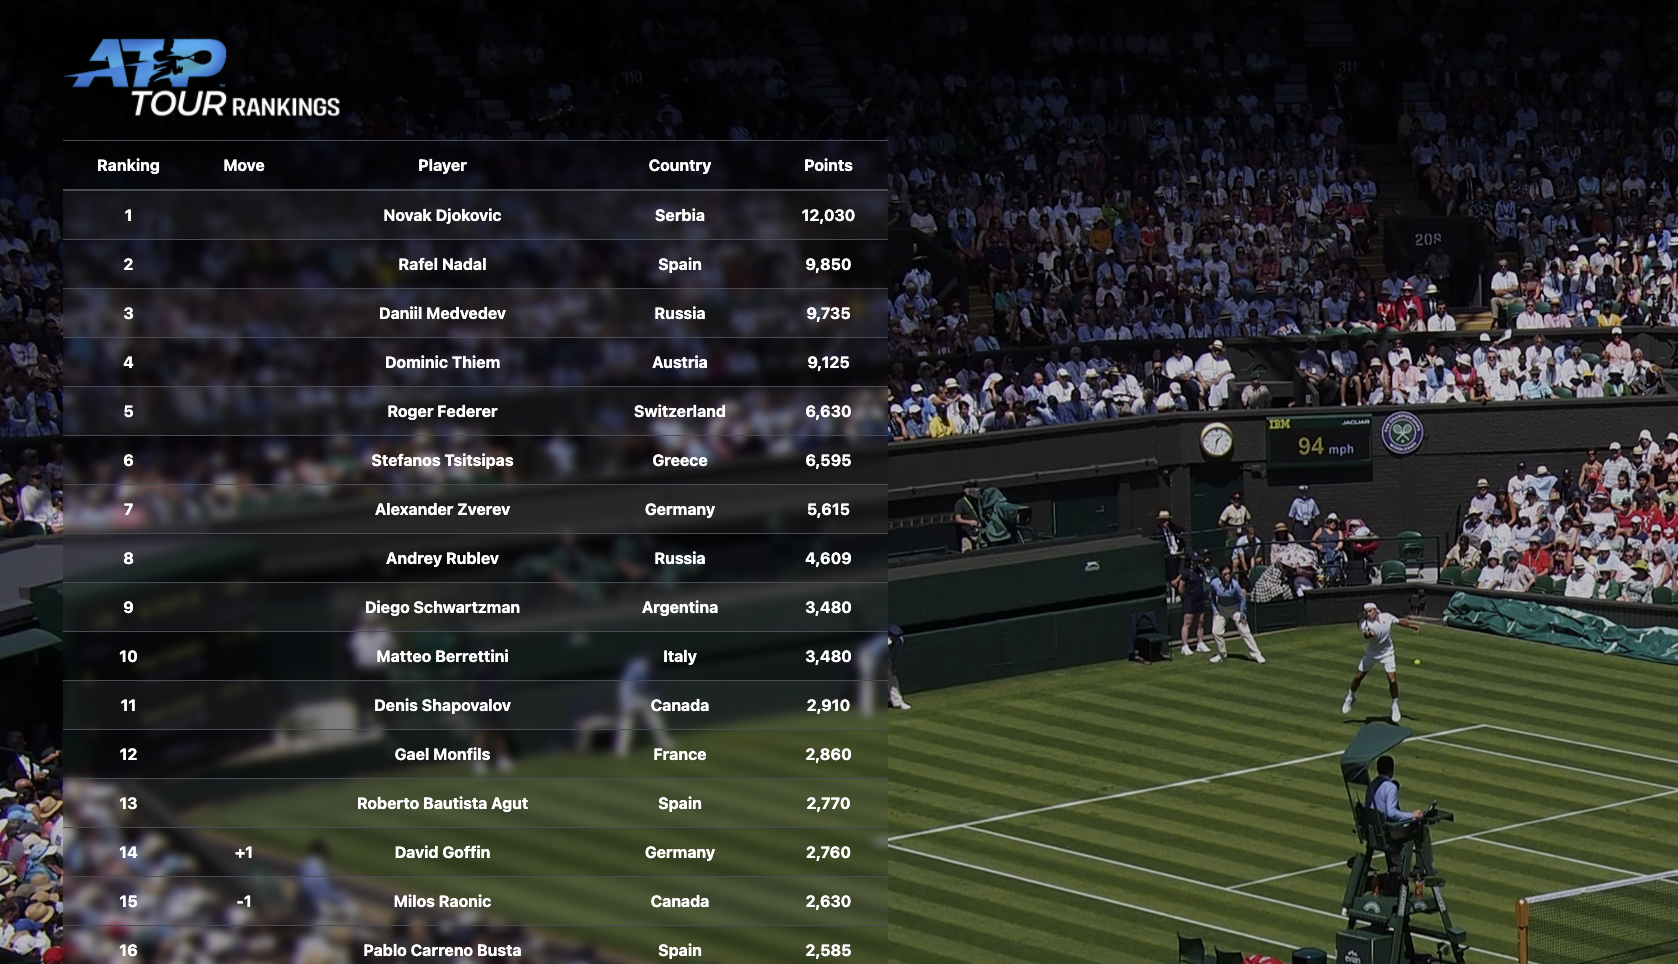 ATP
TOUR RANKINGS
Ranking Move Player Country Points
1 Novak Djokovic Serbia 12,030
2 Rafel Nadal Spain 9,850
3 Daniil Medvedev Russia 9,735
4 Dominic Thiem Austria 9,125
5 Roger Federer Switzerland 6,630
6 Stefanos Tsitsipas Greece 6,595
7 Alexander Zverev Germany 5,615
8 Andrey Rublev Russia 4,609
9 Diego Schwartzman Argentina 3,480
10 Matteo Berrettini Italy 3,480
11 Denis Shapovalov Canada 2,910
12 Gael Monfils France 2,860
13 Roberto Bautista Agut Spain 2,770
14 +1 David Goffin Germany 2,760
15 -1 Milos Raonic Canada 2,630
16 Pablo Carreno Busta Spain 2,585
310
311
208
IBM JAGUAR
94 mph